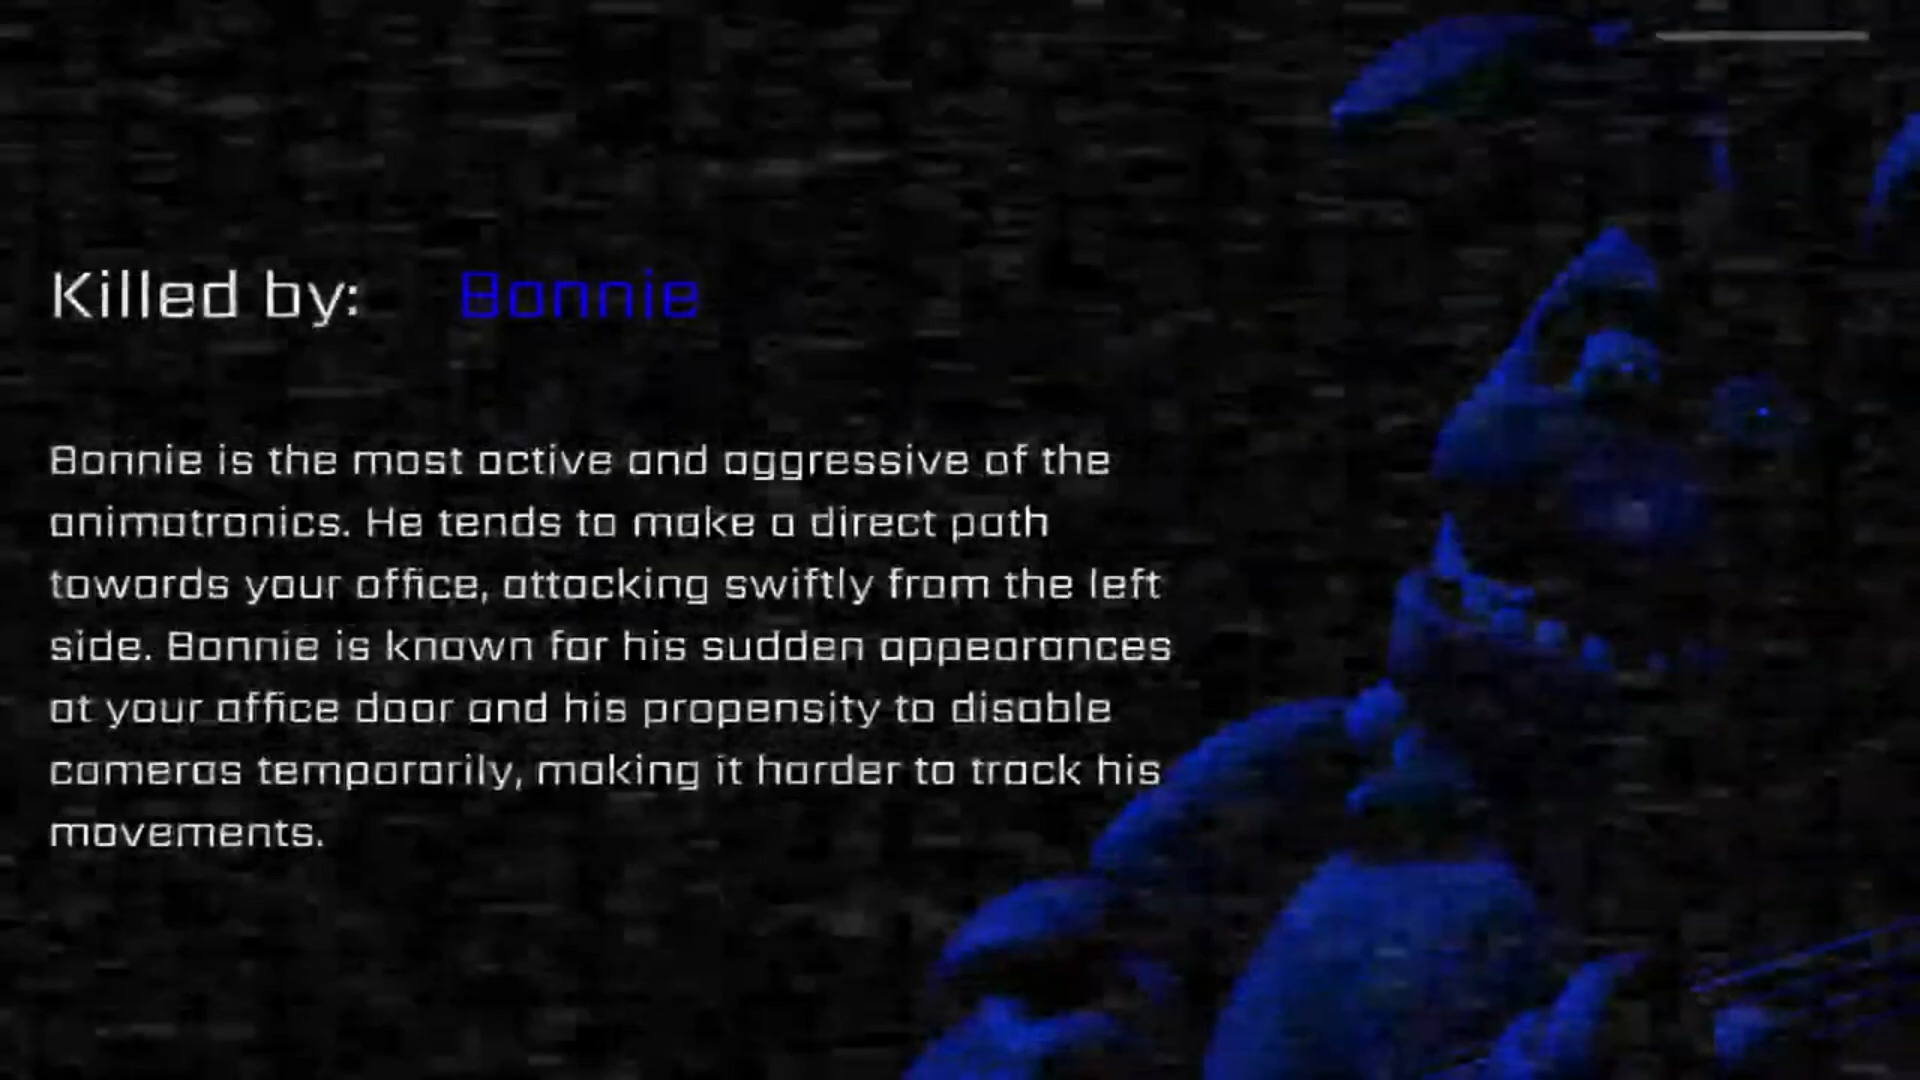 Killed by: Bonnie
Bonnie is the most active and aggressive of the
animatronics. He tends to make a direct path
towards your office, attacking swiftly from the left
side. Bonnie is known for his sudden appearances
at your office door and his propensity to disable
cameras temporarily, making it harder to track his
movements.